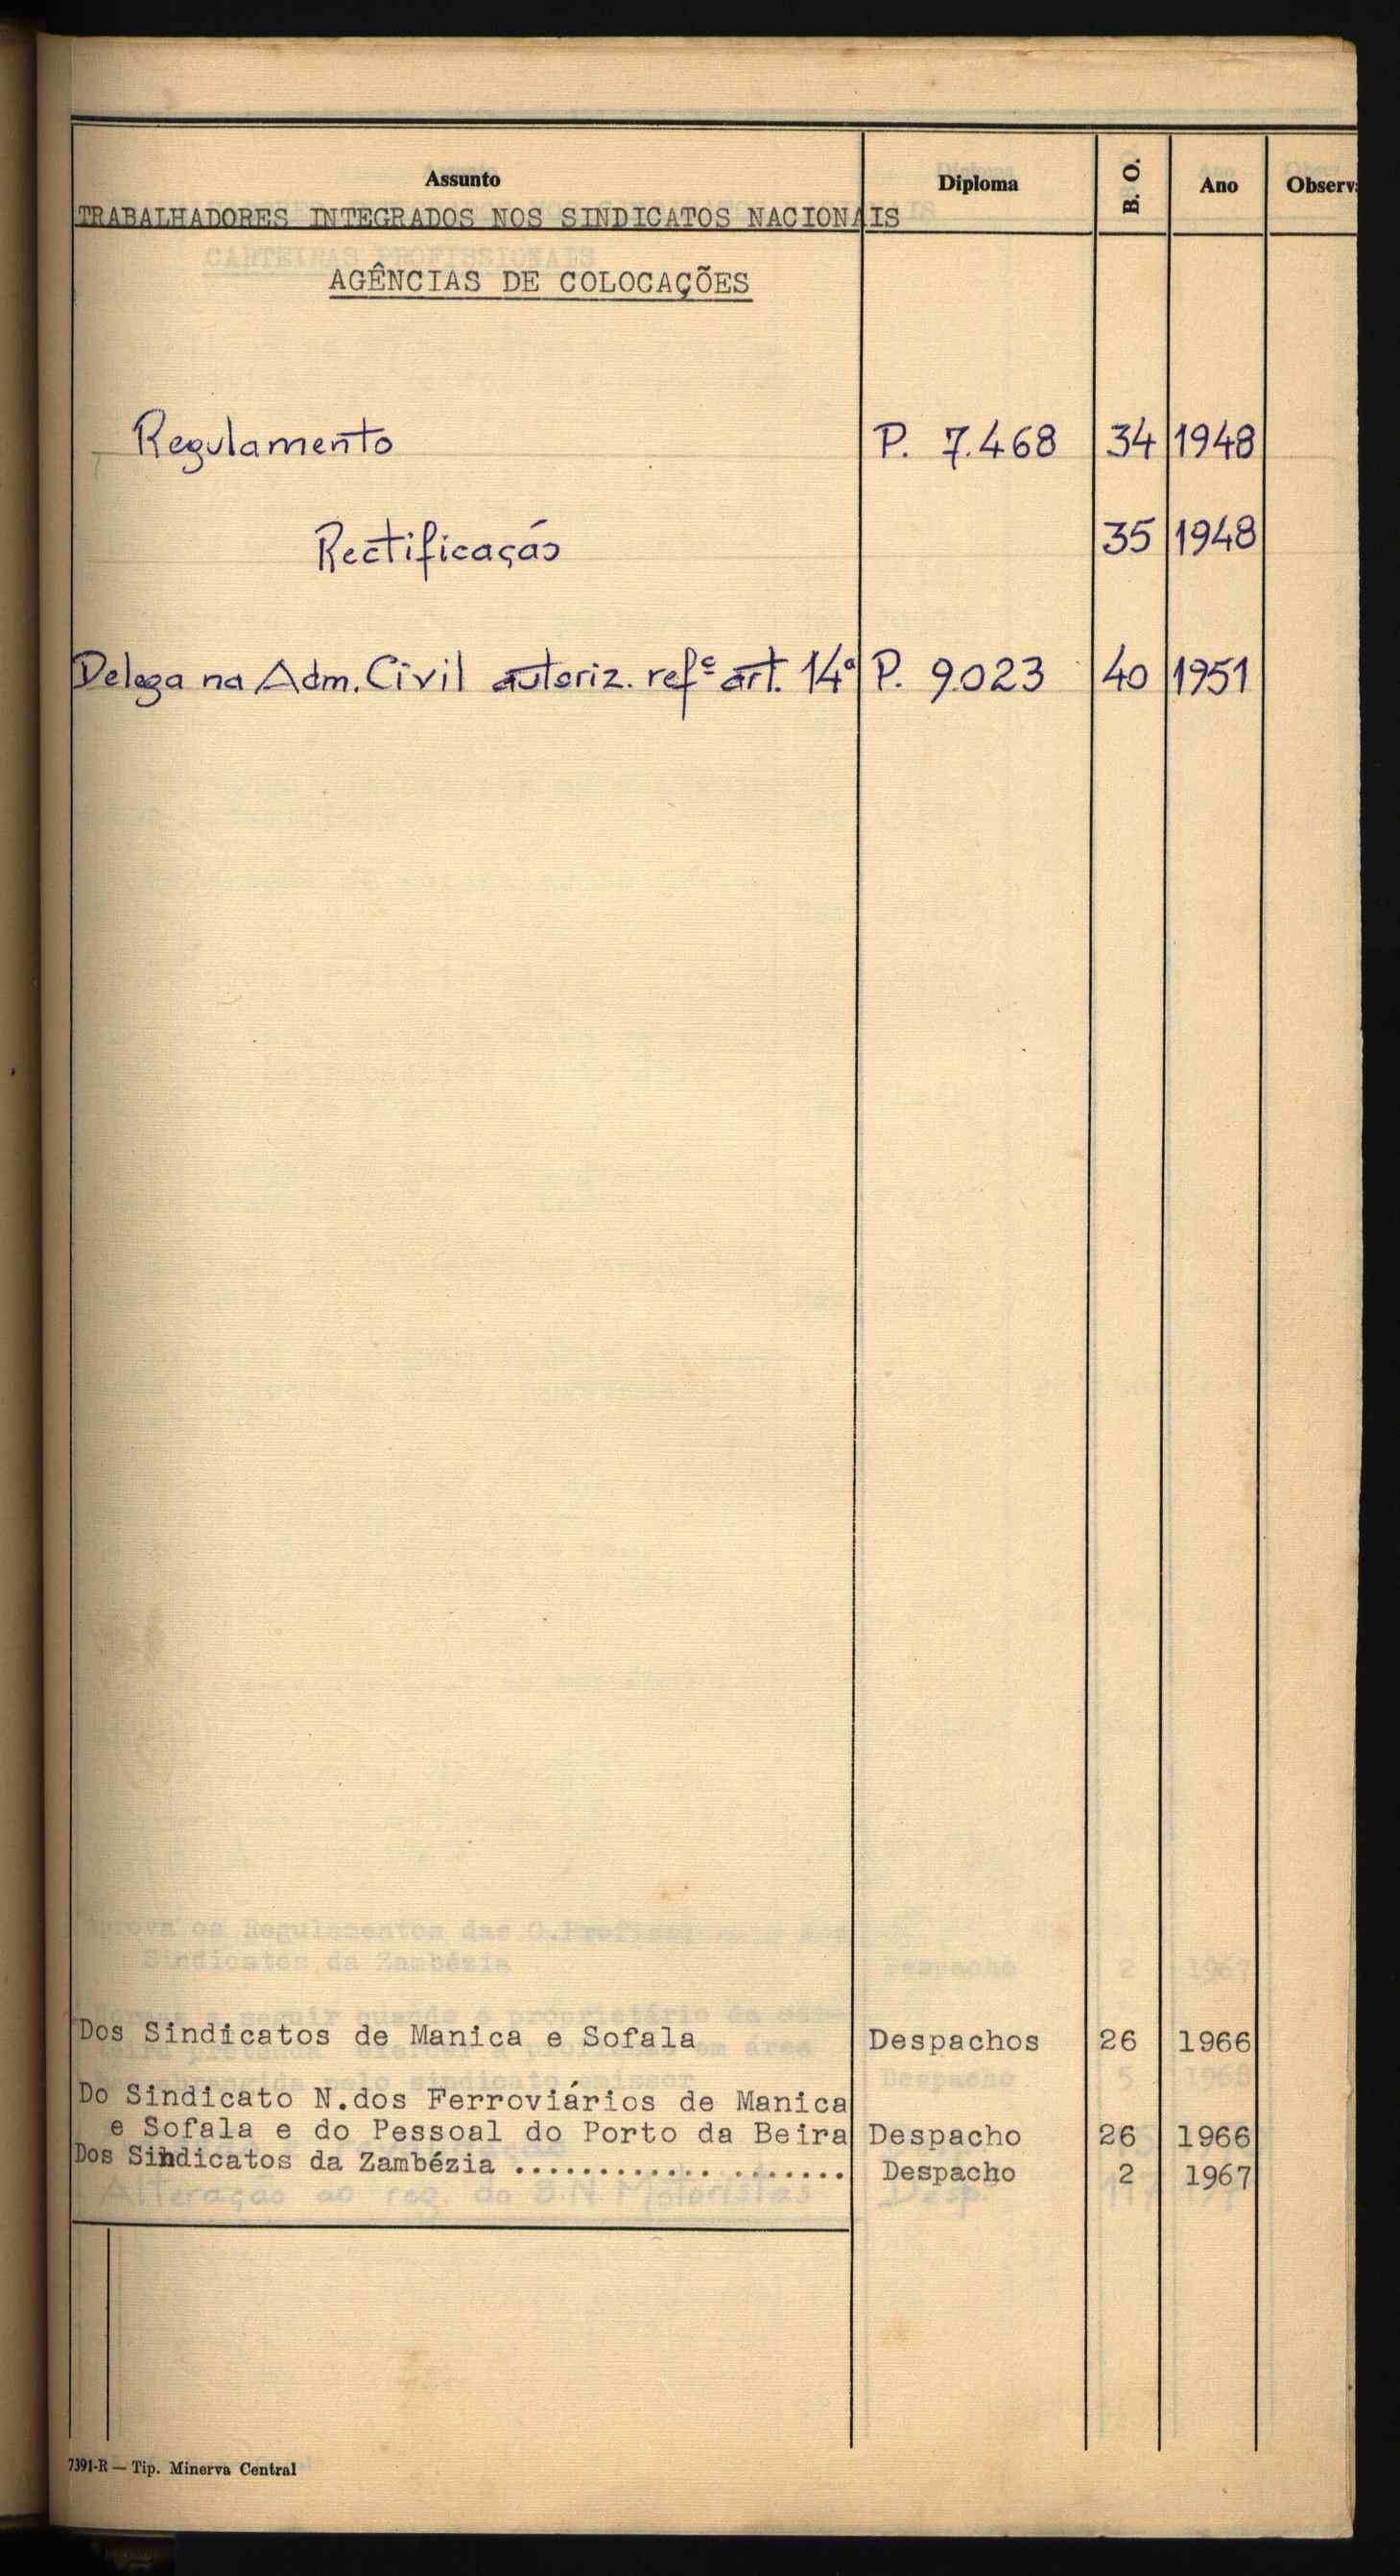 Assunto Diploma B. O. Ano Observ
TRABALHADORES INTEGRADOS NOS SINDICATOS NACIONAIS
AGÊNCIAS DE COLOCAÇÕES
Regulamento P. 7.468 34 1948
Rectificação 35 1948
Delega na Adm. Civil autoriz. refe art. 14º P. 9.023 40 1951
Dos Sindicatos de Manica e Sofala Despachos 26 1966
Do Sindicato N.dos Ferroviários de Manica
e Sofala e do Pessoal do Porto da Beira Despacho 26 1966
Dos Sindicatos da Zambézia .................... Despacho 2 1967
7391-R — Tip. Minerva Central